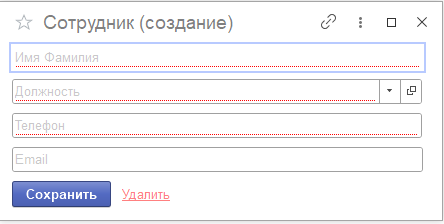 Сотрудник (создание)
Имя Фамилия
Должность
Телефон
Email
Сохранить Удалить